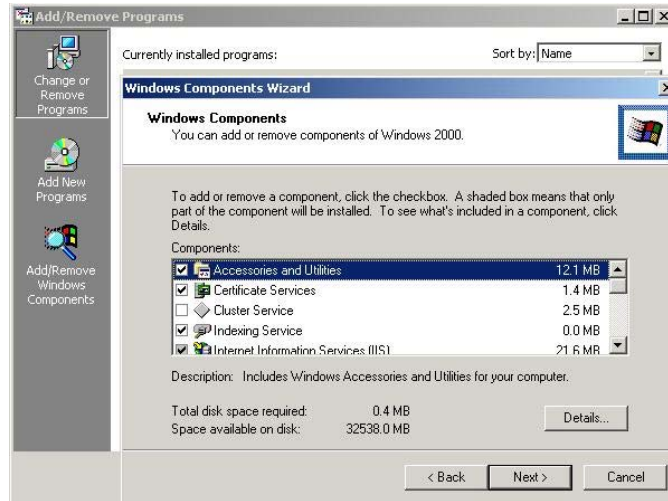 Add/Remove Programs
Currently installed programs:
Sort by: Name
Change or
Remove
Programs
Add New
Programs
Add/Remove
Windows
Components
Windows Components Wizard
Windows Components
You can add or remove components of Windows 2000.
To add or remove a component, click the checkbox. A shaded box means that only
part of the component will be installed. To see what's included in a component, click
Details.
Components:
Accessories and Utilities 12.1 MB
Certificate Services 1.4 MB
Cluster Service 2.5 MB
Indexing Service 0.0 MB
Internet Information Services (IIS) 21.6 MB
Description: Includes Windows Accessories and Utilities for your computer.
Total disk space required: 0.4 MB
Space available on disk: 32538.0 MB
Details...
< Back
Next >
Cancel